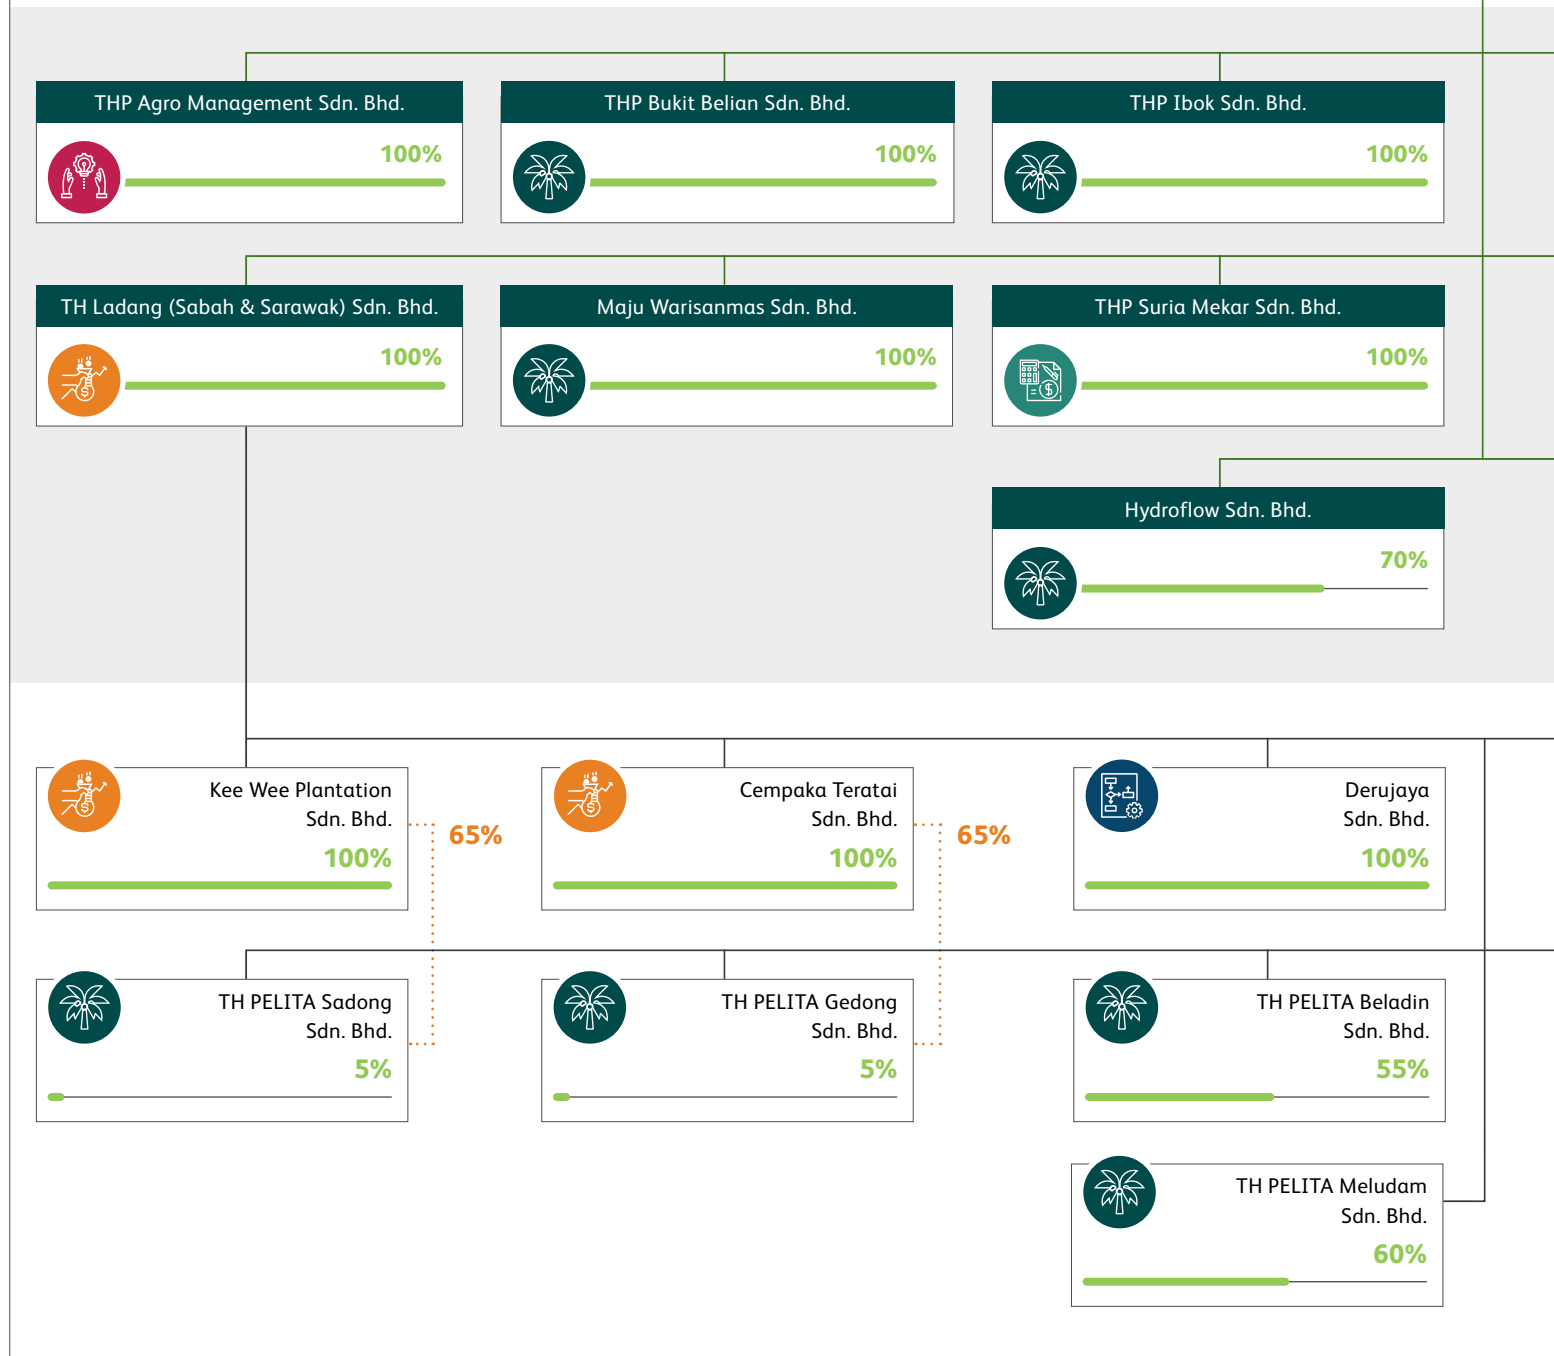 THP Agro Management Sdn. Bhd.
100%
THP Bukit Belian Sdn. Bhd.
100%
THP Ibok Sdn. Bhd.
100%
TH Ladang (Sabah & Sarawak) Sdn. Bhd.
100%
Maju Warisanmas Sdn. Bhd.
100%
THP Suria Mekar Sdn. Bhd.
100%
Hydroflow Sdn. Bhd.
70%
Kee Wee Plantation
Sdn. Bhd.
100%
65%
Cempaka Teratai
Sdn. Bhd.
100%
65%
Derujaya
Sdn. Bhd.
100%
TH PELITA Sadong
Sdn. Bhd.
5%
TH PELITA Gedong
Sdn. Bhd.
5%
TH PELITA Beladin
Sdn. Bhd.
55%
TH PELITA Meludam
Sdn. Bhd.
60%